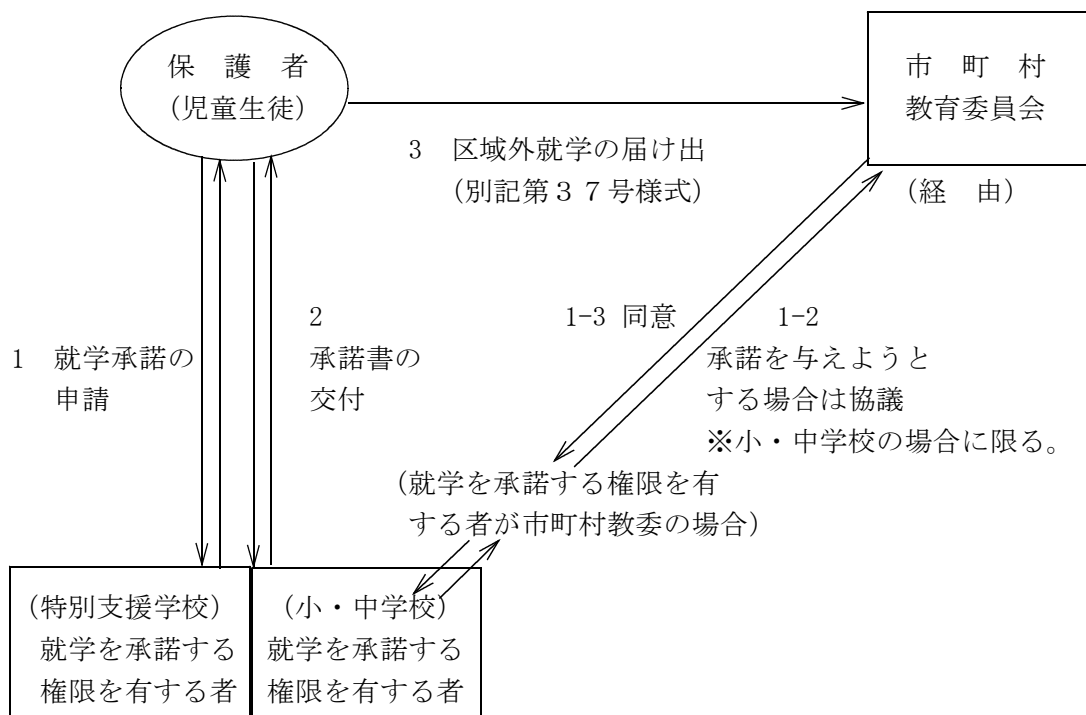 保　護　者
(児童生徒)
市　町　村
教育委員会
3　区域外就学の届け出
(別記第３７号様式)
(経　由)
1-3 同意
1-2
承諾を与えようと
する場合は協議
※小・中学校の場合に限る。
1　就学承諾の
申請
2
承諾書の
交付
(就学を承諾する権限を有
する者が市町村教委の場合)
(特別支援学校)
就学を承諾する
権限を有する者
(小・中学校)
就学を承諾する
権限を有する者